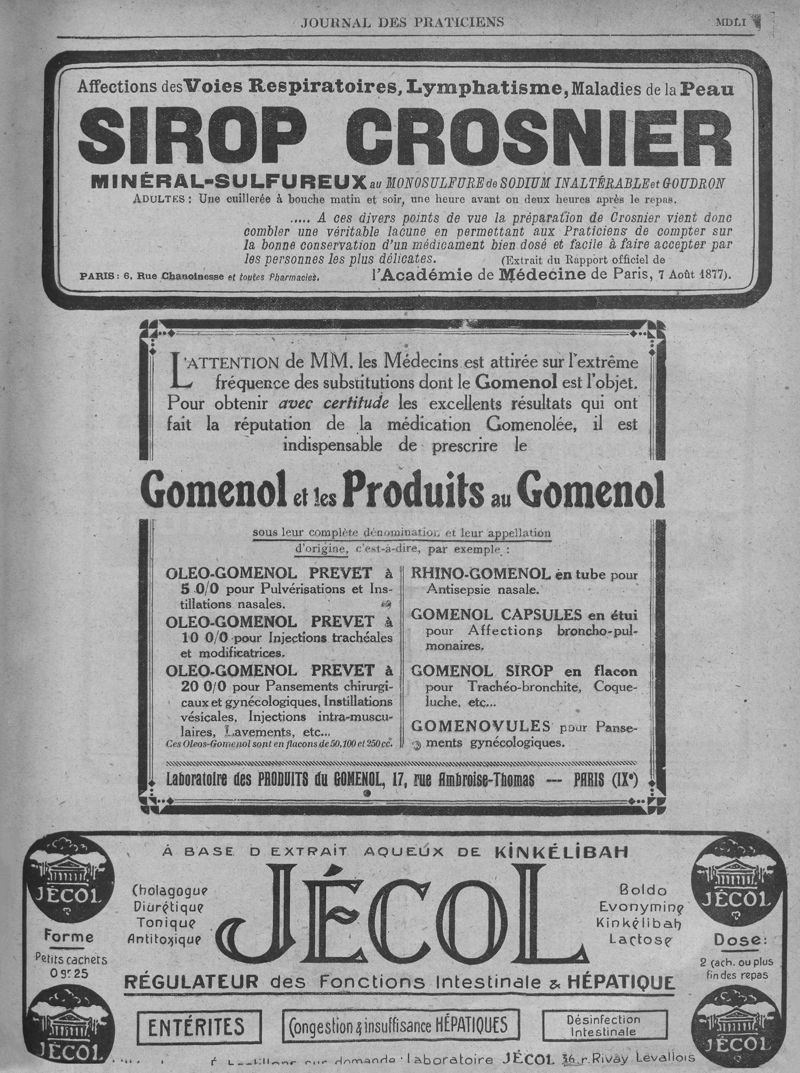 JOURNAL DES PRATICIENS
MDLI
Affections des Voies Respiratoires, Lymphatisme, Maladies de la Peau
SIROP CROSNIER
MINÉRAL-SULFUREUX au MONOSULFURE de SODIUM INALTÉRABLE et GOUDRON
ADULTES : Une cuillerée à bouche matin et soir, une heure avant ou deux heures après le repas.
..... A ces divers points de vue la préparation de Crosnier vient donc
combler une véritable lacune en permettant aux Praticiens de compter sur
la bonne conservation d'un médicament bien dosé et facile à faire accepter par
les personnes les plus délicates. (Extrait du Rapport officiel de
PARIS : 6, Rue Chanoinesse et toutes Pharmacies. l'Académie de Médecine de Paris, 7 Août 1877).
L'ATTENTION de MM. les Médecins est attirée sur l'extrême
fréquence des substitutions dont le Gomenol est l'objet.
Pour obtenir avec certitude les excellents résultats qui ont
fait la réputation de la médication Gomenolée, il est
indispensable de prescrire le
Gomenol et les Produits au Gomenol
sous leur complète dénomination et leur appellation
d'origine, c'est-à-dire, par exemple :
OLEO-GOMENOL PREVET à
5 0/0 pour Pulvérisations et Ins-
tillations nasales.
OLEO-GOMENOL PREVET à
10 0/0 pour Injections trachéales
et modificatrices.
OLEO-GOMENOL PREVET à
20 0/0 pour Pansements chirurgi-
caux et gynécologiques, Instillations
vésicales, Injections intra-muscu-
laires, Lavements, etc...
Ces Oleos-Gomenol sont en flacons de 50, 100 et 250 cc.
RHINO-GOMENOL en tube pour
Antisepsie nasale.
GOMENOL CAPSULES en étui
pour Affections broncho-pul-
monaires.
GOMENOL SIROP en flacon
pour Trachéo-bronchite, Coque-
luche, etc...
GOMENOVULES pour Panse-
ments gynécologiques.
Laboratoire des PRODUITS du GOMENOL, 17, rue Ambroise-Thomas — PARIS (IXe)
À BASE D EXTRAIT AQUEUX DE KINKÉLIBAH
JÉCOL
JÉCOL
JÉCOL
Cholagogue
Diurétique
Tonique
Antitoxique
Boldo
Evonymine
Kinkélibah
Lactose
Forme
Petits cachets
0 gr 25
Dose :
2 cach. ou plus
fin des repas
RÉGULATEUR des Fonctions Intestinale & HÉPATIQUE
ENTÉRITES
Congestion & insuffisance HÉPATIQUES
Désinfection
Intestinale
JÉCOL
JÉCOL
sur demande : Laboratoire JÉCOL 36, r. Rivay Levallois